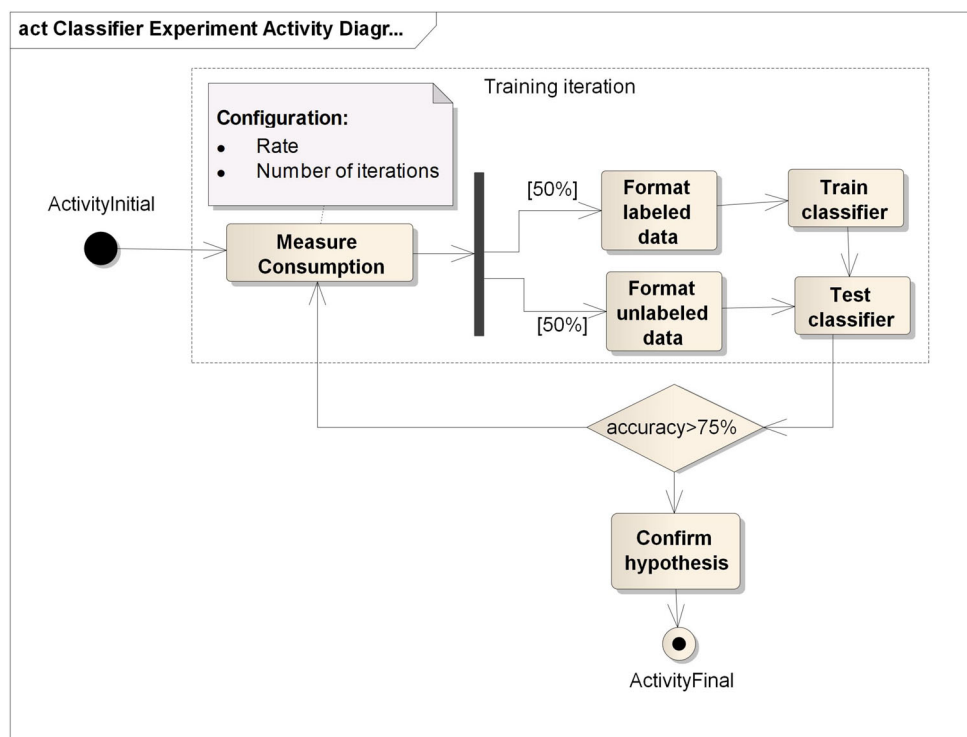 act Classifier Experiment Activity Diagr...
Training iteration
Configuration:
● Rate
● Number of iterations
ActivityInitial
Measure
Consumption
[50%]
Format
labeled
data
Train
classifier
[50%]
Format
unlabeled
data
Test
classifier
accuracy>75%
Confirm
hypothesis
ActivityFinal